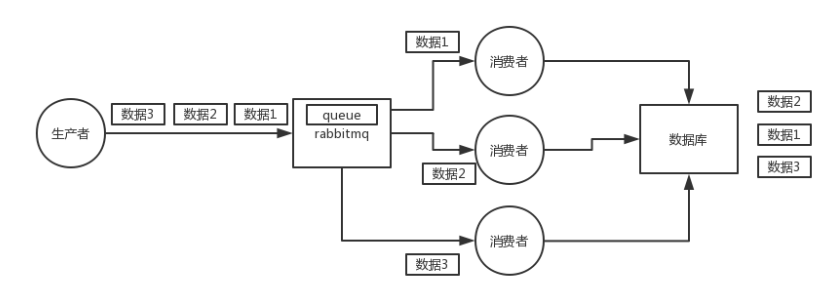 数据1
消费者
数据3
数据2
数据1
queue
rabbitmq
生产者
数据2
数据库
数据1
消费者
数据2
数据3
消费者
数据3